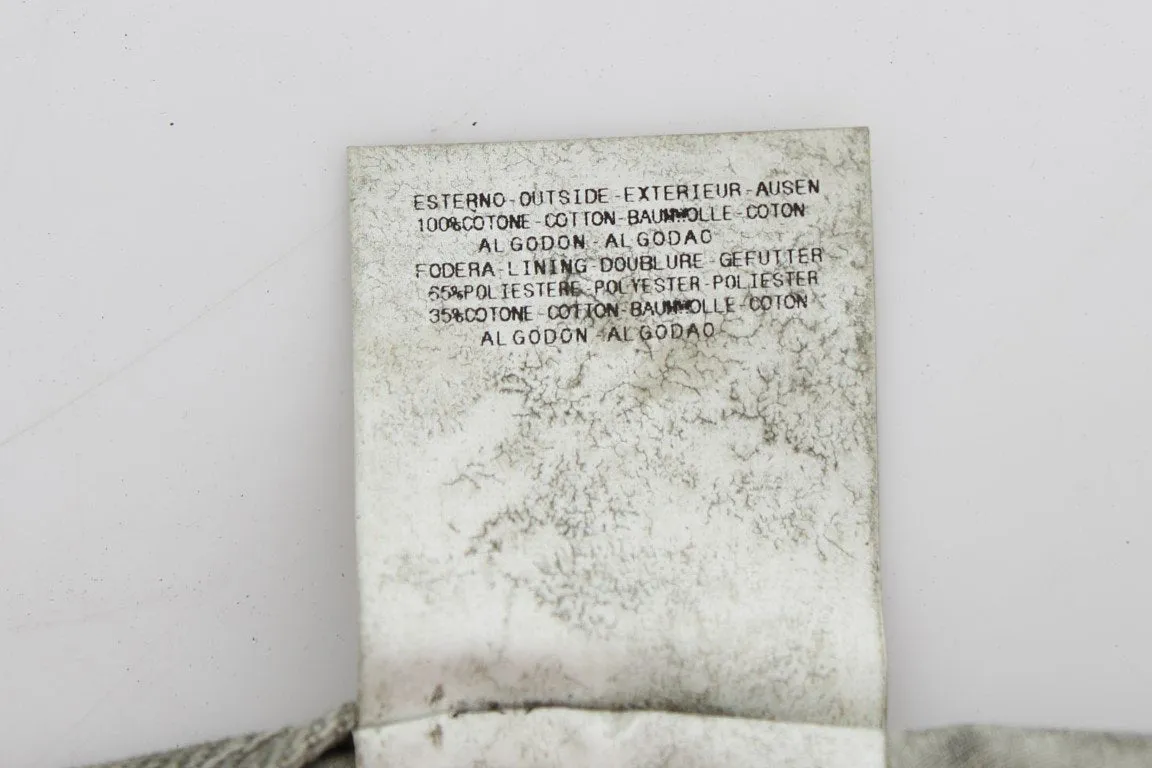 ESTERNO-OUTSIDE-EXTERIEUR-AUSEN
100%COTONE-COTTON-BAUMWOLLE-COTON
ALGODON-ALGODAO
FODERA-LINING-DOUBLURE-GEFUTTER
65%POLIESTERE-POLYESTER-POLIESTER
35%COTONE-COTTON-BAUMWOLLE-COTON
ALGODON-ALGODAO